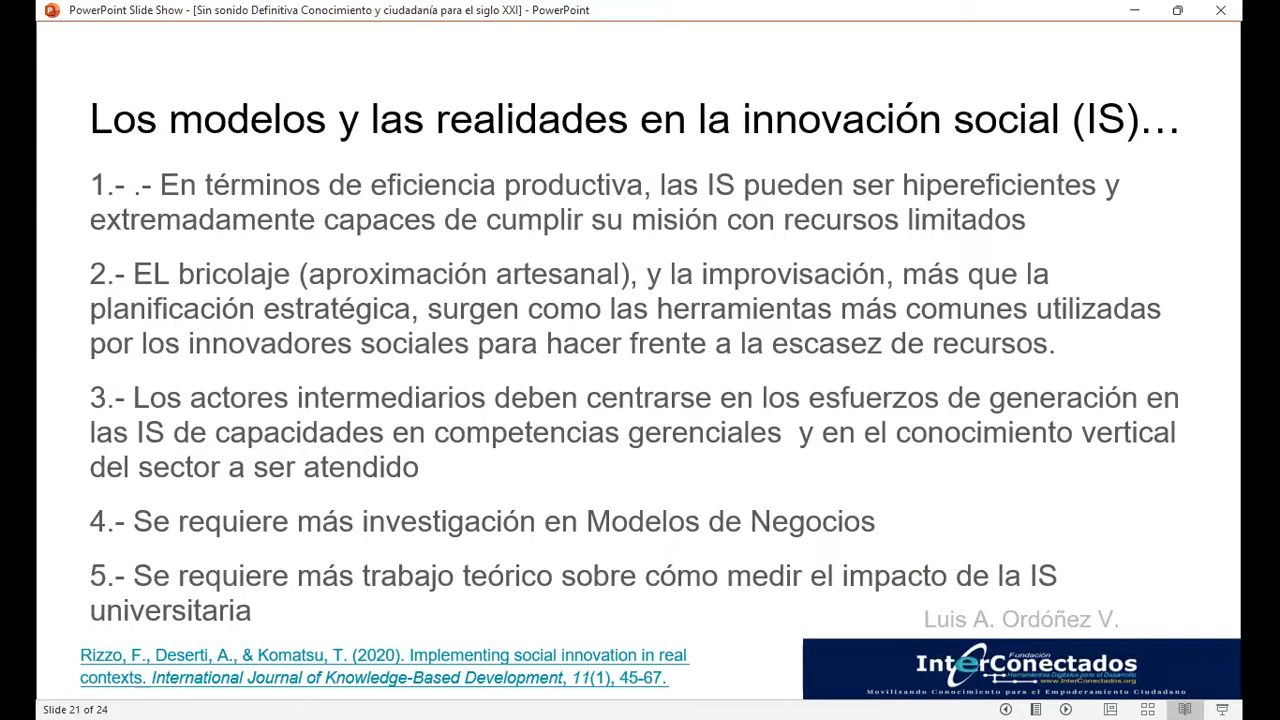 PowerPoint Slide Show - [Sin sonido Definitiva Conocimiento y ciudadanía para el siglo XXI] - PowerPoint
Los modelos y las realidades en la innovación social (IS)…
1.- .- En términos de eficiencia productiva, las IS pueden ser hipereficientes y
extremadamente capaces de cumplir su misión con recursos limitados
2.- EL bricolaje (aproximación artesanal), y la improvisación, más que la
planificación estratégica, surgen como las herramientas más comunes utilizadas
por los innovadores sociales para hacer frente a la escasez de recursos.
3.- Los actores intermediarios deben centrarse en los esfuerzos de generación en
las IS de capacidades en competencias gerenciales y en el conocimiento vertical
del sector a ser atendido
4.- Se requiere más investigación en Modelos de Negocios
5.- Se requiere más trabajo teórico sobre cómo medir el impacto de la IS
universitaria
Luis A. Ordóñez V.
Rizzo, F., Deserti, A., & Komatsu, T. (2020). Implementing social innovation in real
contexts. International Journal of Knowledge-Based Development, 11(1), 45-67.
Fundación
InterConectados
Herramientas Digitales para el Desarrollo
www.InterConectados.org
Movilizando Conocimiento para el Empoderamiento Ciudadano
Slide 21 of 24